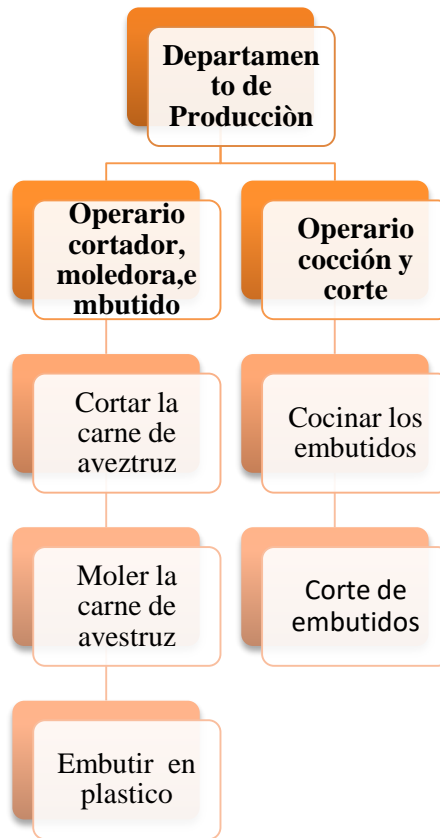 Departamen
to de
Producciòn
Operario
cortador,
moledora,e
mbutido
Operario
cocción y
corte
Cortar la
carne de
aveztruz
Cocinar los
embutidos
Moler la
carne de
avestruz
Corte de
embutidos
Embutir en
plastico